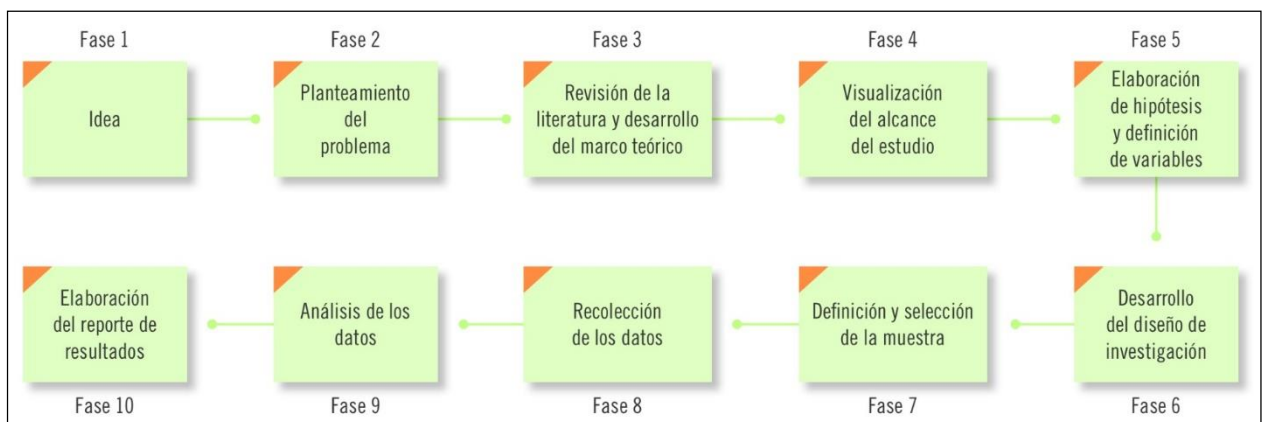 Fase 1
Idea
Fase 2
Planteamiento
del
problema
Fase 3
Revisión de la
literatura y desarrollo
del marco teórico
Fase 4
Visualización
del alcance
del estudio
Fase 5
Elaboración
de hipótesis
y definición
de variables
Desarrollo
del diseño de
investigación
Fase 6
Definición y selección
de la muestra
Fase 7
Recolección
de los datos
Fase 8
Análisis de los
datos
Fase 9
Elaboración
del reporte de
resultados
Fase 10